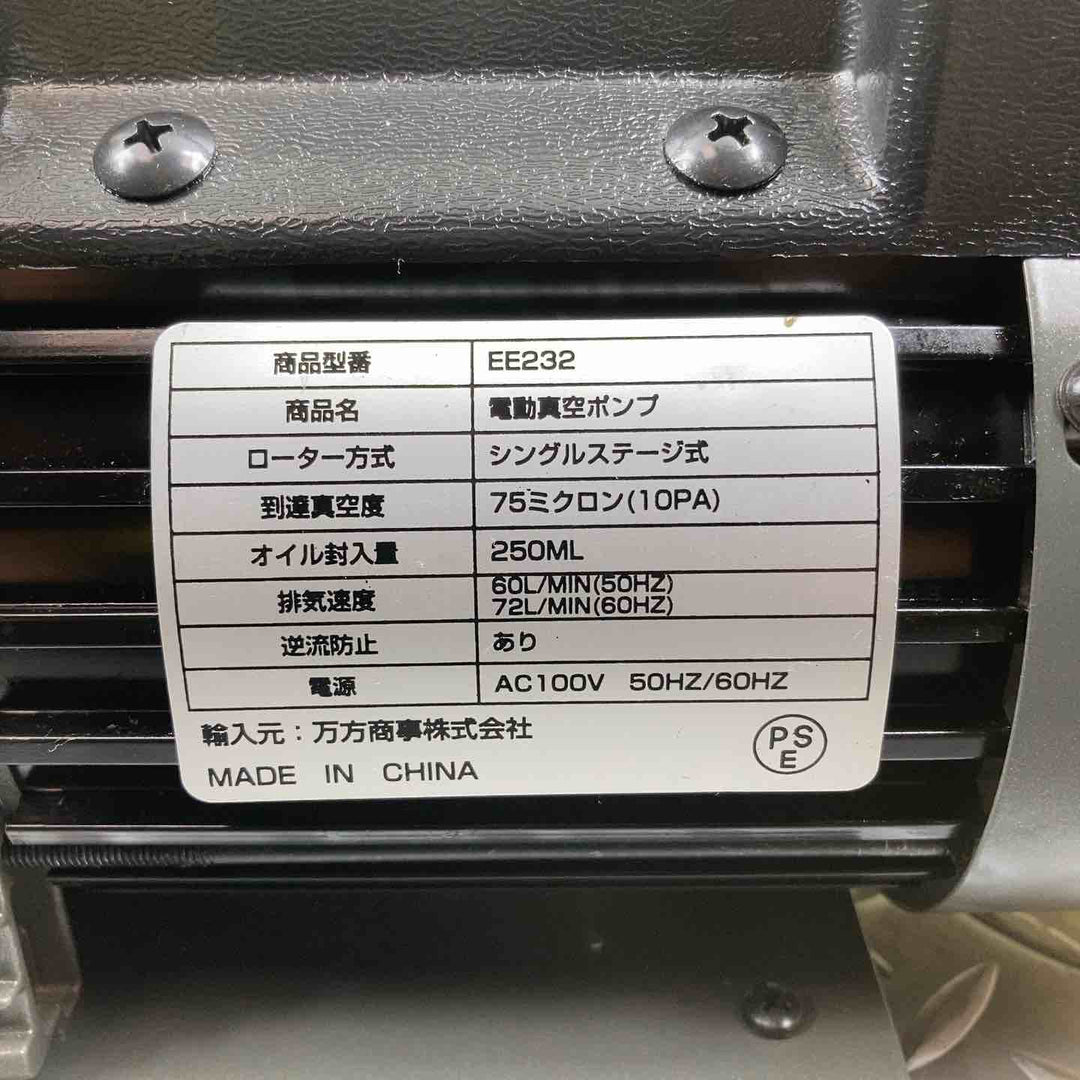 商品型番 EE232
商品名 電動真空ポンプ
ローター方式 シングルステージ式
到達真空度 75ミクロン(10PA)
オイル封入量 250ML
排気速度 60L/MIN(50HZ)
72L/MIN(60HZ)
逆流防止 あり
電源 AC100V 50HZ/60HZ
輸入元：万方商事株式会社
MADE IN CHINA
PSE